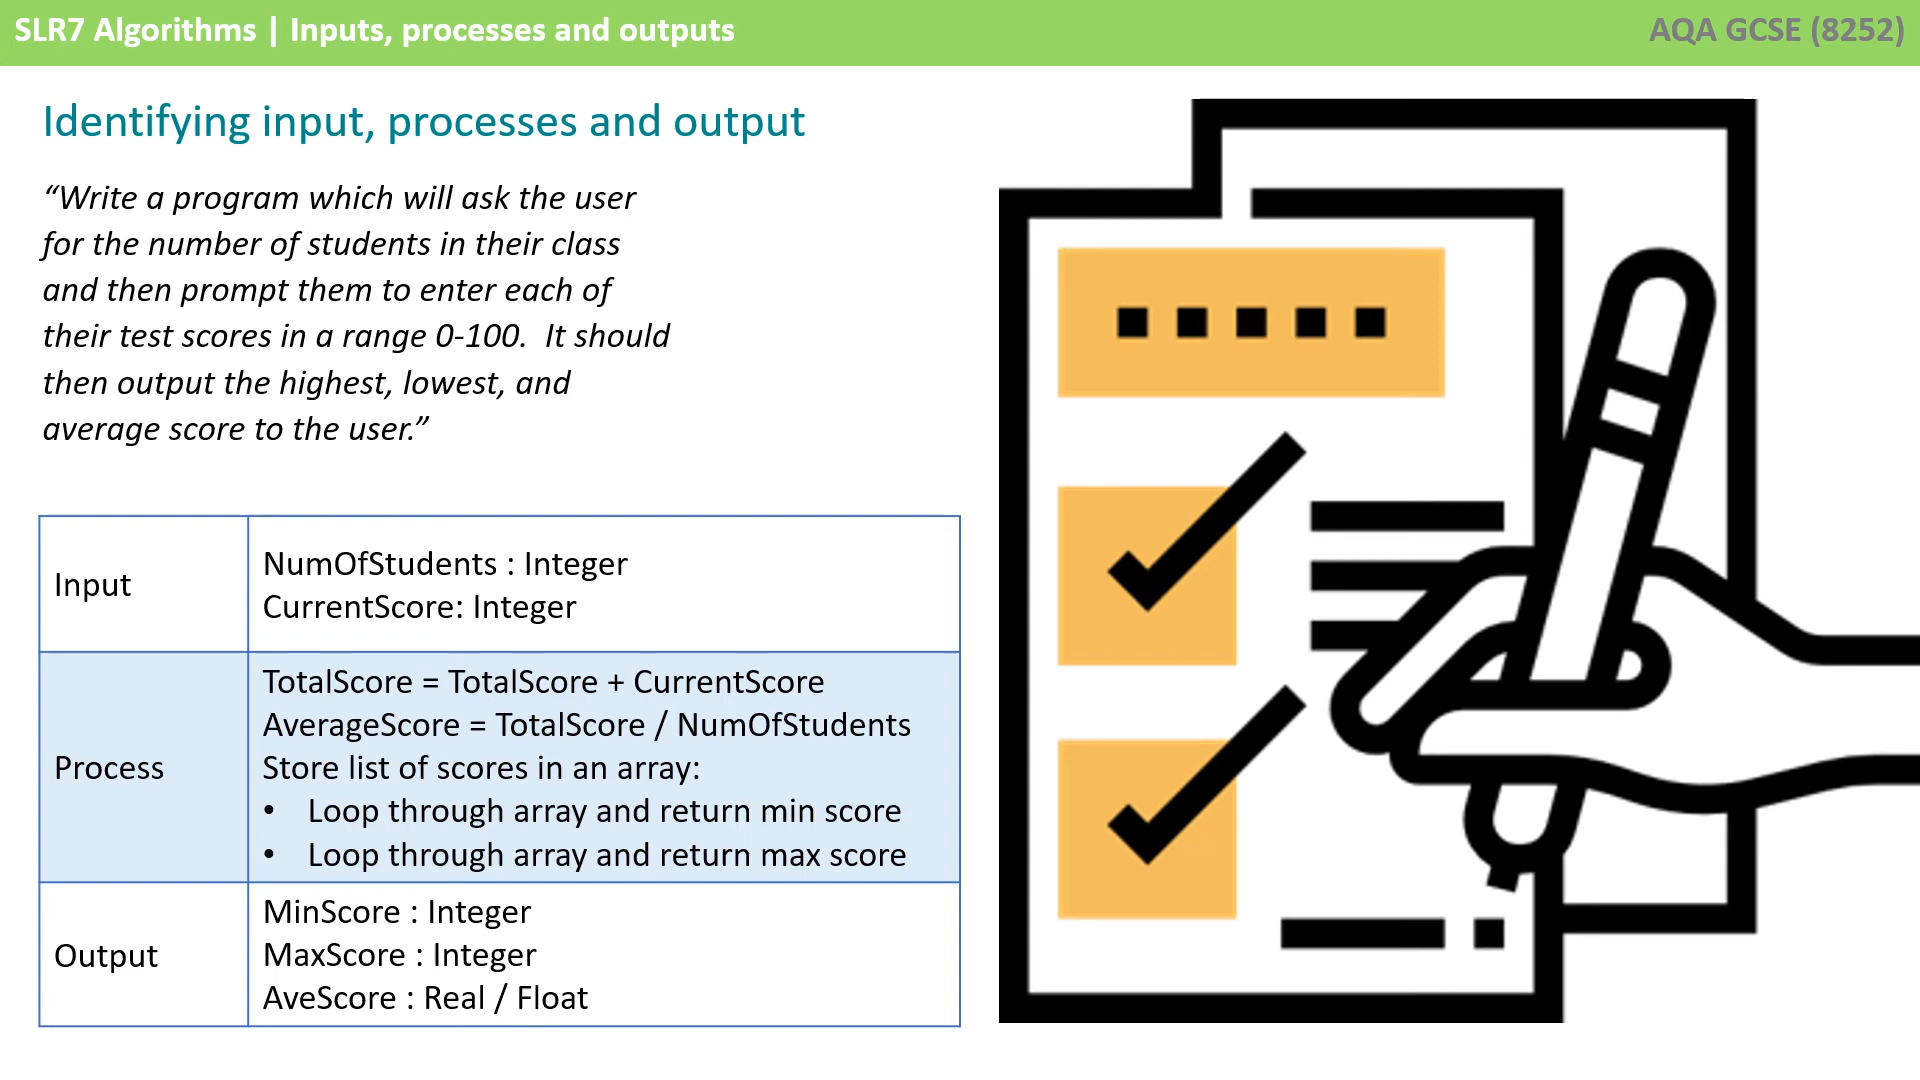 SLR7 Algorithms | Inputs, processes and outputs
AQA GCSE (8252)
Identifying input, processes and output
“Write a program which will ask the user
for the number of students in their class
and then prompt them to enter each of
their test scores in a range 0-100.  It should
then output the highest, lowest, and
average score to the user.”
Input
NumOfStudents : Integer
CurrentScore: Integer
Process
TotalScore = TotalScore + CurrentScore
AverageScore = TotalScore / NumOfStudents
Store list of scores in an array:
• Loop through array and return min score
• Loop through array and return max score
Output
MinScore : Integer
MaxScore : Integer
AveScore : Real / Float